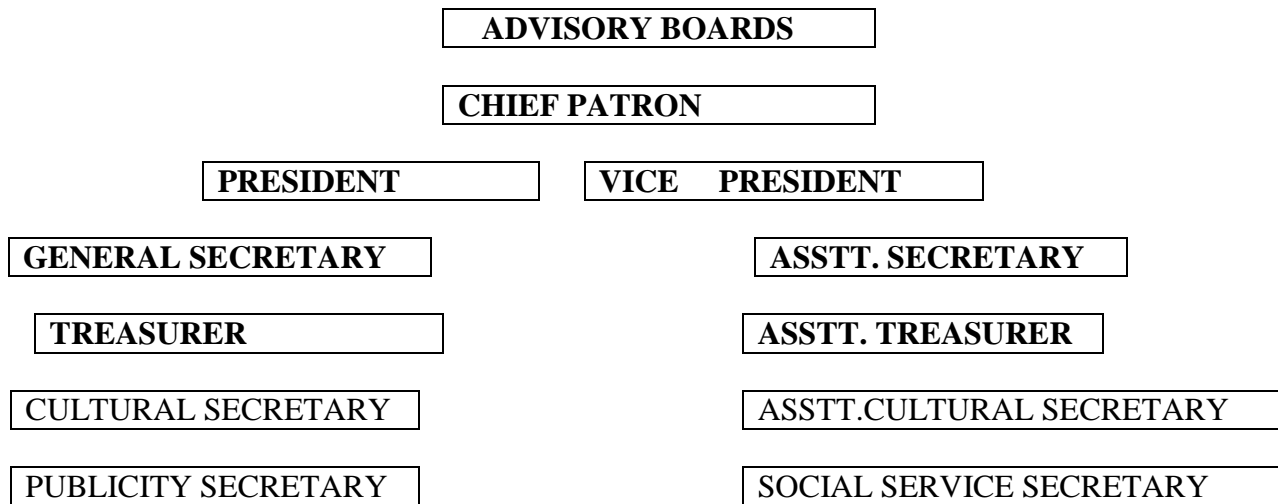 ADVISORY BOARDS
CHIEF PATRON
PRESIDENT
VICE PRESIDENT
GENERAL SECRETARY
ASSTT. SECRETARY
TREASURER
ASSTT. TREASURER
CULTURAL SECRETARY
ASSTT.CULTURAL SECRETARY
PUBLICITY SECRETARY
SOCIAL SERVICE SECRETARY